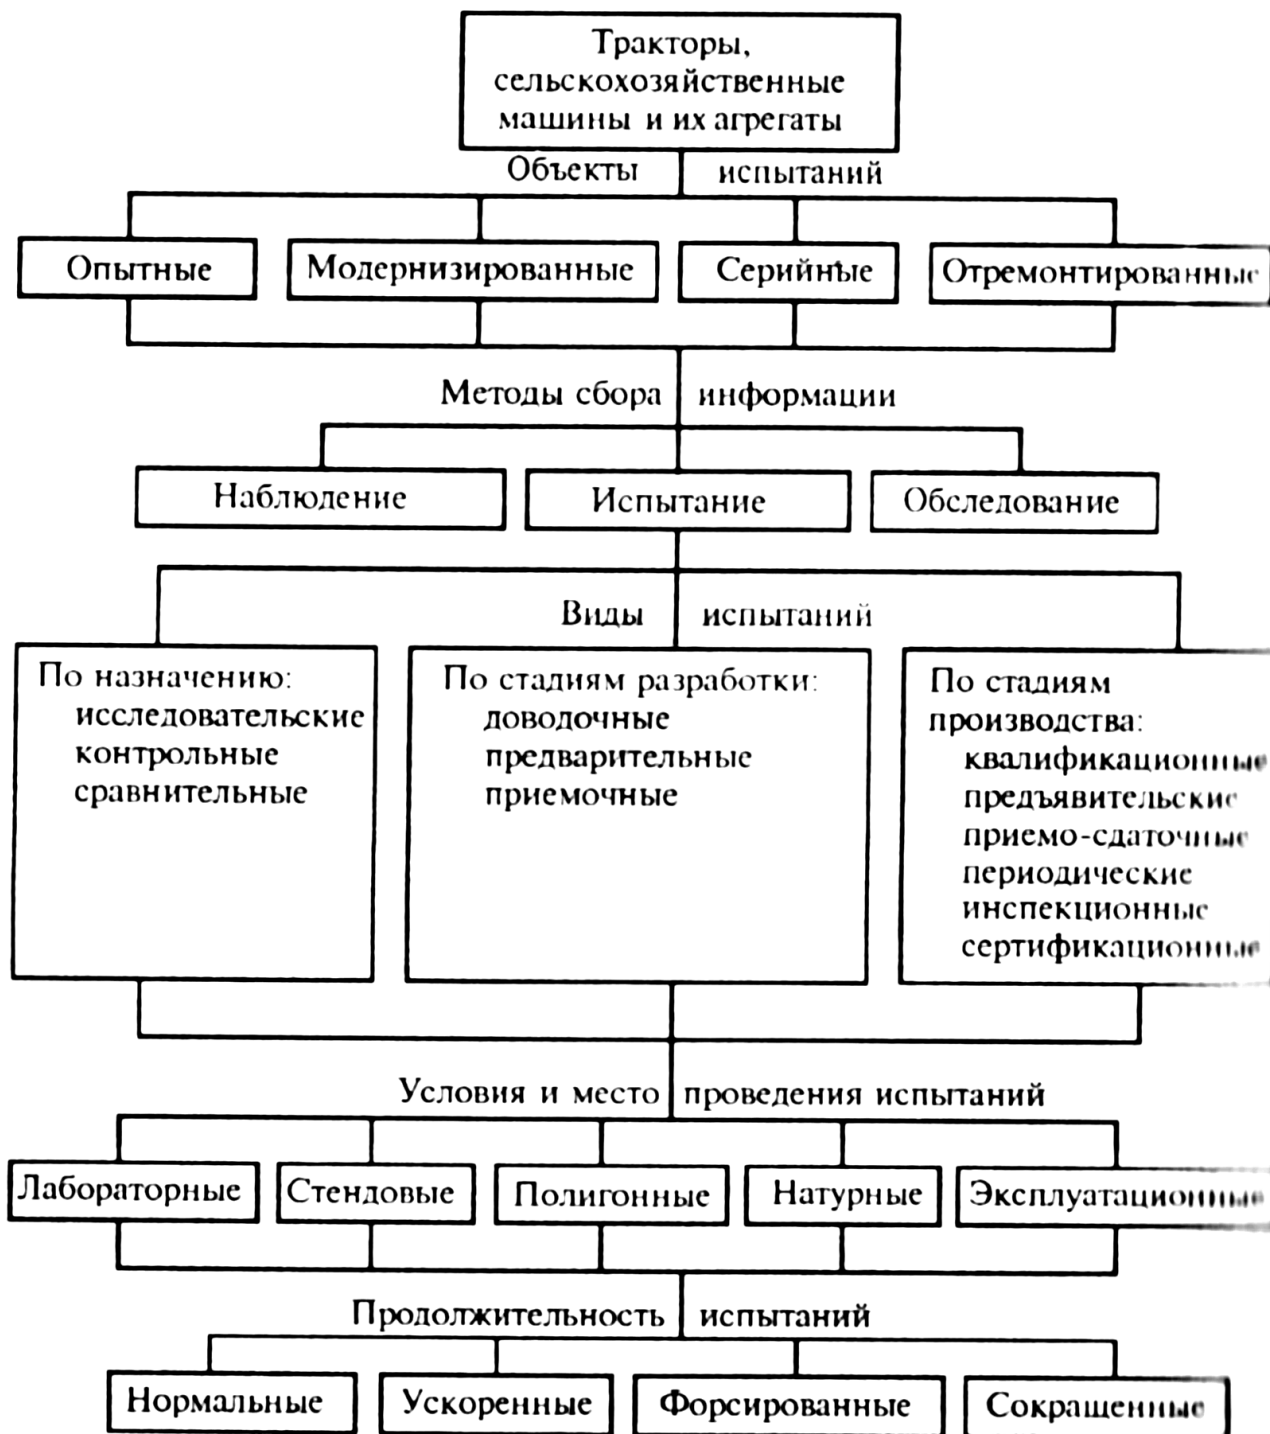 Тракторы,
сельскохозяйственные
машины и их агрегаты
Объекты испытаний
Опытные Модернизированные Серийные Отремонтированные
Методы сбора информации
Наблюдение Испытание Обследование
Виды испытаний
По назначению:
исследовательские
контрольные
сравнительные
По стадиям разработки:
доводочные
предварительные
приемочные
По стадиям
производства:
квалификационные
предъявительские
приемо-сдаточные
периодические
инспекционные
сертификационные
Условия и место проведения испытаний
Лабораторные Стендовые Полигонные Натурные Эксплуатационные
Продолжительность испытаний
Нормальные Ускоренные Форсированные Сокращенные